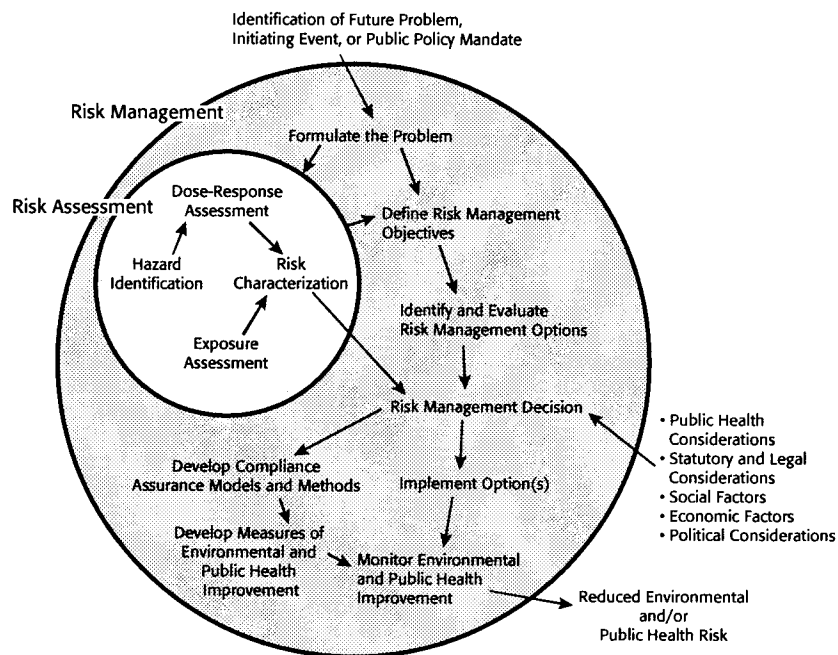 Identification of Future Problem,
Initiating Event, or Public Policy Mandate
Risk Management
Formulate the Problem
Risk Assessment
Dose-Response
Assessment
Define Risk Management
Objectives
Hazard
Identification
Risk
Characterization
Identify and Evaluate
Risk Management Options
Exposure
Assessment
Risk Management Decision
• Public Health
Considerations
• Statutory and Legal
Considerations
• Social Factors
• Economic Factors
• Political Considerations
Develop Compliance
Assurance Models and Methods
Implement Option(s)
Develop Measures of
Environmental and
Public Health
Improvement
Monitor Environmental
and Public Health
Improvement
Reduced Environmental
and/or
Public Health Risk